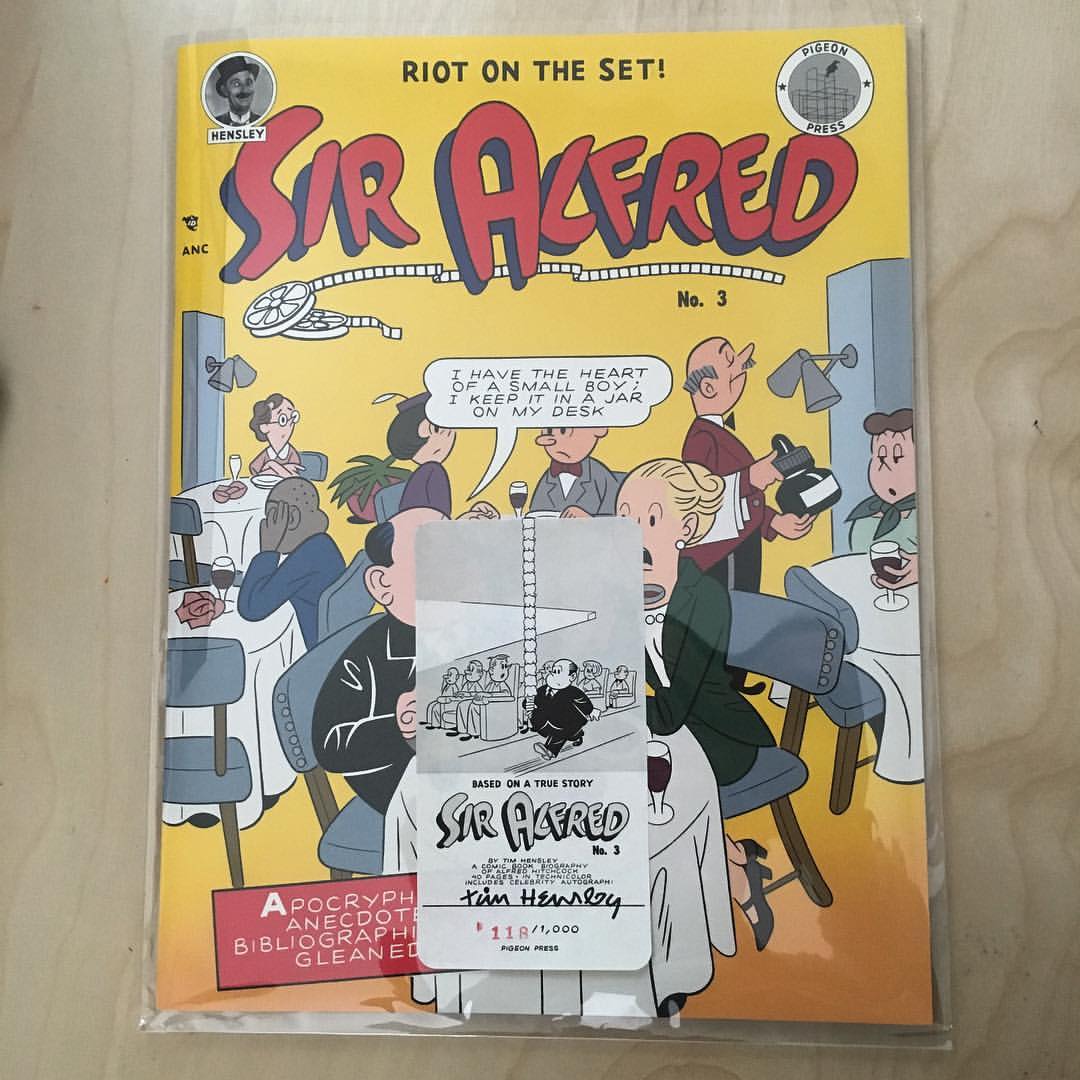 RIOT ON THE SET!
HENSLEY
PIGEON
PRESS
SIR ALFRED
ANC
No. 3
I HAVE THE HEART
OF A SMALL BOY;
I KEEP IT IN A JAR
ON MY DESK
BASED ON A TRUE STORY
SIR ALFRED
No. 3
BY TIM HENSLEY
A COMIC BOOK BIOGRAPHY
OF ALFRED HITCHCOCK
40 PAGES • IN TECHNICOLOR
INCLUDES CELEBRITY AUTOGRAPH:
Tim Hensley
118/1,000
PIGEON PRESS
APOCRYPH
ANECDOTE
BIBLIOGRAPHI
GLEANED